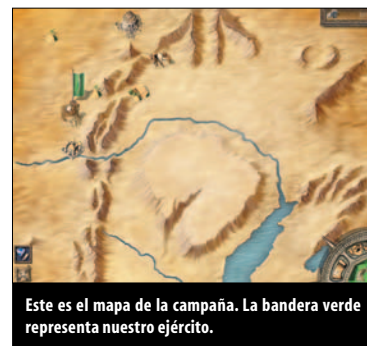 Este es el mapa de la campaña. La bandera verde
representa nuestro ejército.